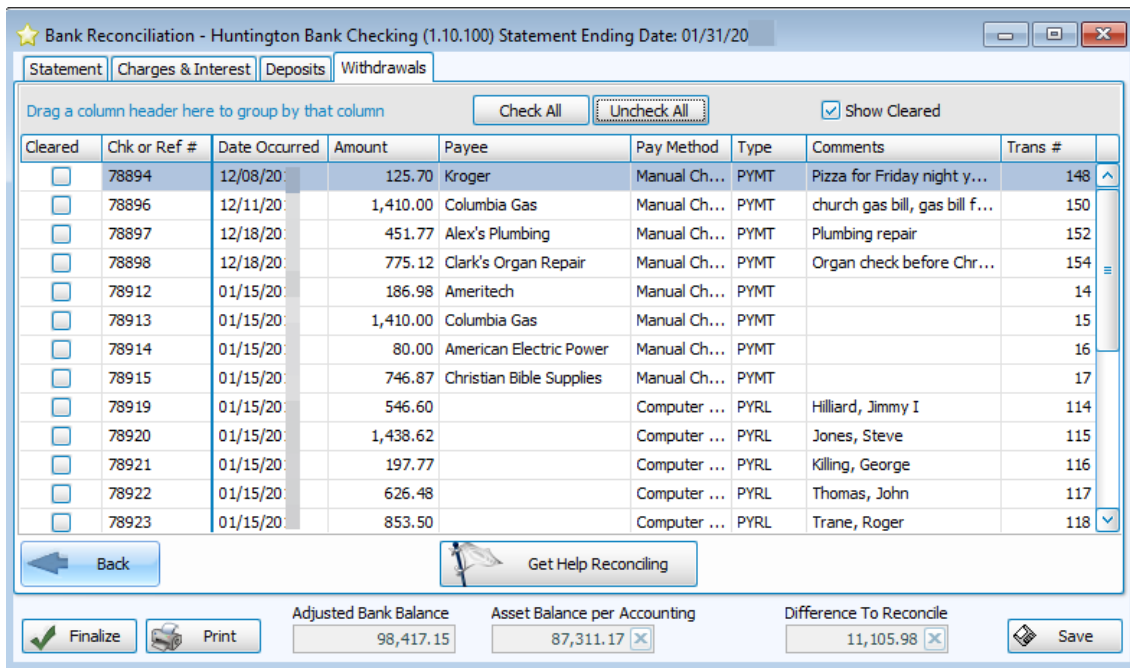 Bank Reconciliation - Huntington Bank Checking (1.10.100) Statement Ending Date: 01/31/20
Statement Charges & Interest Deposits Withdrawals
Drag a column header here to group by that column Check All Uncheck All Show Cleared
Cleared Chk or Ref # Date Occurred Amount Payee Pay Method Type Comments Trans #
78894 12/08/20 125.70 Kroger Manual Ch... PYMT Pizza for Friday night y... 148
78896 12/11/20 1,410.00 Columbia Gas Manual Ch... PYMT church gas bill, gas bill f... 150
78897 12/18/20 451.77 Alex's Plumbing Manual Ch... PYMT Plumbing repair 152
78898 12/18/20 775.12 Clark's Organ Repair Manual Ch... PYMT Organ check before Chr... 154
78912 01/15/20 186.98 Ameritech Manual Ch... PYMT 14
78913 01/15/20 1,410.00 Columbia Gas Manual Ch... PYMT 15
78914 01/15/20 80.00 American Electric Power Manual Ch... PYMT 16
78915 01/15/20 746.87 Christian Bible Supplies Manual Ch... PYMT 17
78919 01/15/20 546.60 Computer ... PYRL Hilliard, Jimmy I 114
78920 01/15/20 1,438.62 Computer ... PYRL Jones, Steve 115
78921 01/15/20 197.77 Computer ... PYRL Killing, George 116
78922 01/15/20 626.48 Computer ... PYRL Thomas, John 117
78923 01/15/20 853.50 Computer ... PYRL Trane, Roger 118
Back Get Help Reconciling
Adjusted Bank Balance Asset Balance per Accounting Difference To Reconcile
Finalize Print 98,417.15 87,311.17 11,105.98 Save